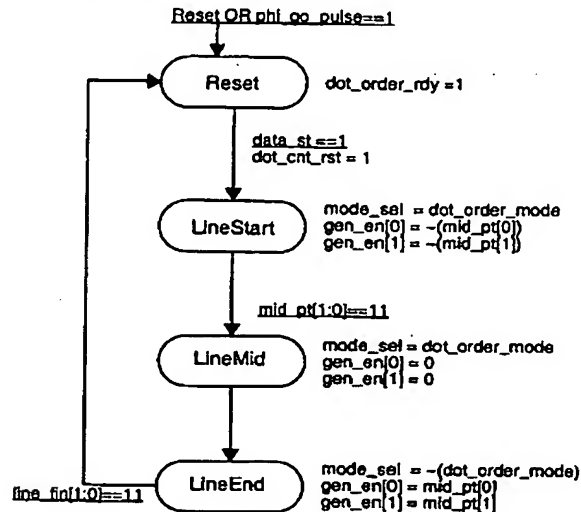 Reset OR phi_go_pulse==1
Reset
dot_order_rdy = 1
data_st==1
dot_cnt_rst = 1
LineStart
mode_sel = dot_order_mode
gen_en[0] = ~(mid_pt[0])
gen_en[1] = ~(mid_pt[1])
mid_pt[1:0]==11
LineMid
mode_sel = dot_order_mode
gen_en[0] = 0
gen_en[1] = 0
line_fin[1:0]==11
LineEnd
mode_sel = ~(dot_order_mode)
gen_en[0] = mid_pt[0]
gen_en[1] = mid_pt[1]